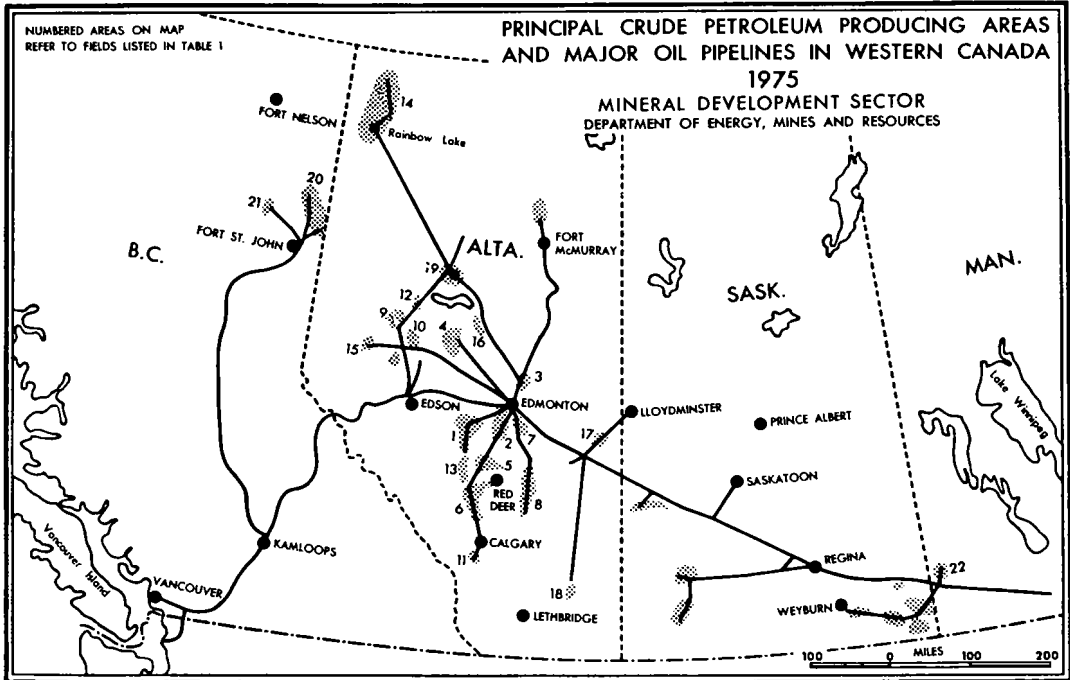 NUMBERED AREAS ON MAP
REFER TO FIELDS LISTED IN TABLE 1
PRINCIPAL CRUDE PETROLEUM PRODUCING AREAS
AND MAJOR OIL PIPELINES IN WESTERN CANADA
1975
MINERAL DEVELOPMENT SECTOR
DEPARTMENT OF ENERGY, MINES AND RESOURCES
FORT NELSON
14
Rainbow Lake
20
21
FORT ST. JOHN
B.C.
ALTA.
FORT
McMURRAY
SASK.
MAN.
19
12
9
10
4
16
15
3
EDSON
EDMONTON
LLOYDMINSTER
PRINCE ALBERT
Lake Winnipeg
1
2
7
17
13
5
RED
DEER
8
6
SASKATOON
11
CALGARY
KAMLOOPS
Vancouver Island
VANCOUVER
18
LETHBRIDGE
REGINA
22
WEYBURN
100
0
MILES
100
200